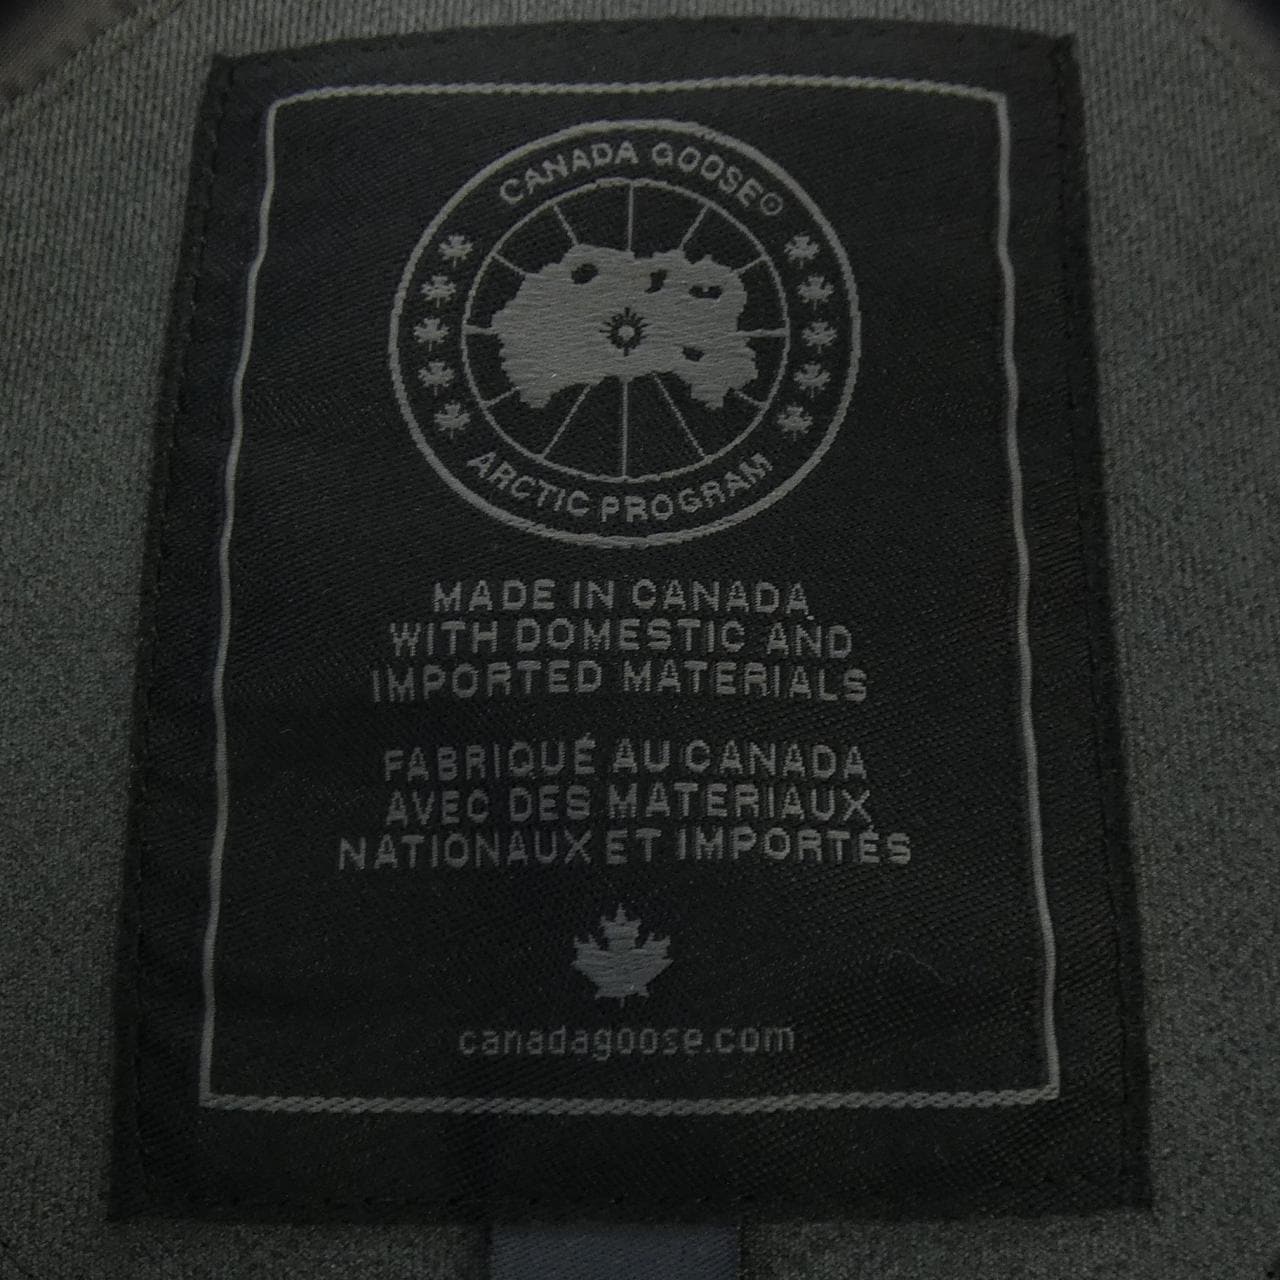 CANADA GOOSE®
ARCTIC PROGRAM
MADE IN CANADA
WITH DOMESTIC AND
IMPORTED MATERIALS
FABRIQUÉ AU CANADA
AVEC DES MATERIAUX
NATIONAUX ET IMPORTÉS
canadagoose.com